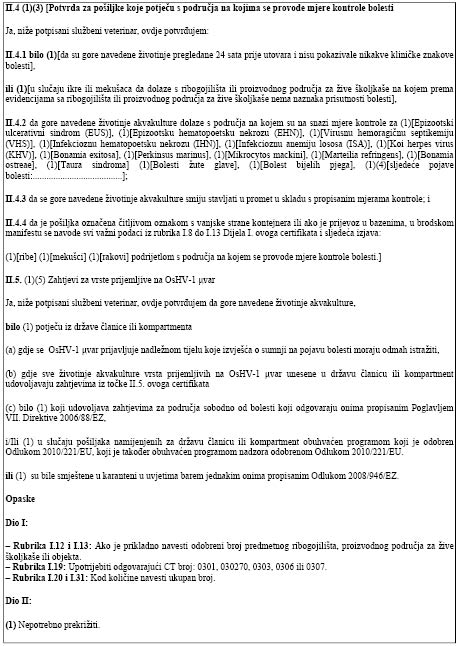 II.4 (1)(3) [Potvrda za pošiljke koje potječu s područja na kojima se provode mjere kontrole bolesti
Ja, niže potpisani službeni veterinar, ovdje potvrđujem:
II.4.1 bilo (1)[da su gore navedene životinje pregledane 24 sata prije utovara i nisu pokazivale nikakve kliničke znakove
bolesti],
ili (1)[u slučaju ikre ili mekušaca da dolaze s ribogojilišta ili proizvodnog područja za žive školjkaše na kojem prema
evidencijama sa ribogojilišta ili proizvodnog područja za žive školjkaše nema naznaka prisutnosti bolesti],
II.4.2 da gore navedene životinje akvakulture dolaze s područja na kojem su na snazi mjere kontrole za (1)[Epizootski
ulcerativni sindrom (EUS)], (1)[Epizootsku hematopoetsku nekrozu (EHN)], (1)[Virusnu hemoragičnu septikemiju
(VHS)], (1)[Infekcioznu hematopoetsku nekrozu (IHN)], (1)[Infekcioznu anemiju lososa (ISA)], (1)[Koi herpes virus
(KHV)], (1)[Bonamia exitosa], (1)[Perkinsus marinus], (1)[Mikrocytos mackini], (1)[Marteilia refringens], (1)[Bonamia
ostreae], (1)[Taura sindroma] (1)[Bolesti žute glave], (1)[Bolest bijelih pjega], (1)(4)[sljedeće pojave
bolesti:......................................];
II.4.3 da se gore navedene životinje akvakulture smiju stavljati u promet u skladu s propisanim mjerama kontrole; i
II.4.4 da je pošiljka označena čitljivom oznakom s vanjske strane kontejnera ili ako je prijevoz u bazenima, u brodskom
manifestu se navode svi važni podaci iz rubrika I.8 do I.13 Dijela I. ovoga certifikata i sljedeća izjava:
(1)[ribe] (1)[mekušci] (1)[rakovi] podrijetlom s područja na kojem se provode mjere kontrole bolesti.]
II.5. (1)(5) Zahtjevi za vrste prijemljive na OsHV-1 μvar
Ja, niže potpisani službeni veterinar, ovdje potvrđujem da gore navedene životinje akvakulture,
bilo (1) potječu iz države članice ili kompartmenta
(a) gdje se OsHV-1 μvar prijavljuje nadležnom tijelu koje izvješća o sumnji na pojavu bolesti moraju odmah istražiti,
(b) gdje sve životinje akvakulture vrsta prijemljivih na OsHV-1 μvar unesene u državu članicu ili kompartment
udovoljavaju zahtjevima iz točke II.5. ovoga certifikata
(c) bilo (1) koji udovoljava zahtjevima za područja slobodno od bolesti koji odgovaraju onima propisanim Poglavljem
VII. Direktive 2006/88/EZ,
i/Ili (1) u slučaju pošiljaka namijenjenih za državu članicu ili kompartment obuhvaćen programom koji je odobren
Odlukom 2010/221/EU, koji je također obuhvaćen programom nadzora odobrenom Odlukom 2010/221/EU.
ili (1) su bile smještene u karanteni u uvjetima barem jednakim onima propisanim Odlukom 2008/946/EZ.
Opaske
Dio I:
– Rubrika I.12 i I.13: Ako je prikladno navesti odobreni broj predmetnog ribogojilišta, proizvodnog područja za žive
školjkaše ili objekta.
– Rubrika I.19: Upotrijebiti odgovarajući CT broj: 0301, 030270, 0303, 0306 ili 0307.
– Rubrika I.20 i I.31: Kod količine navesti ukupan broj.
Dio II:
(1) Nepotrebno prekrižiti.